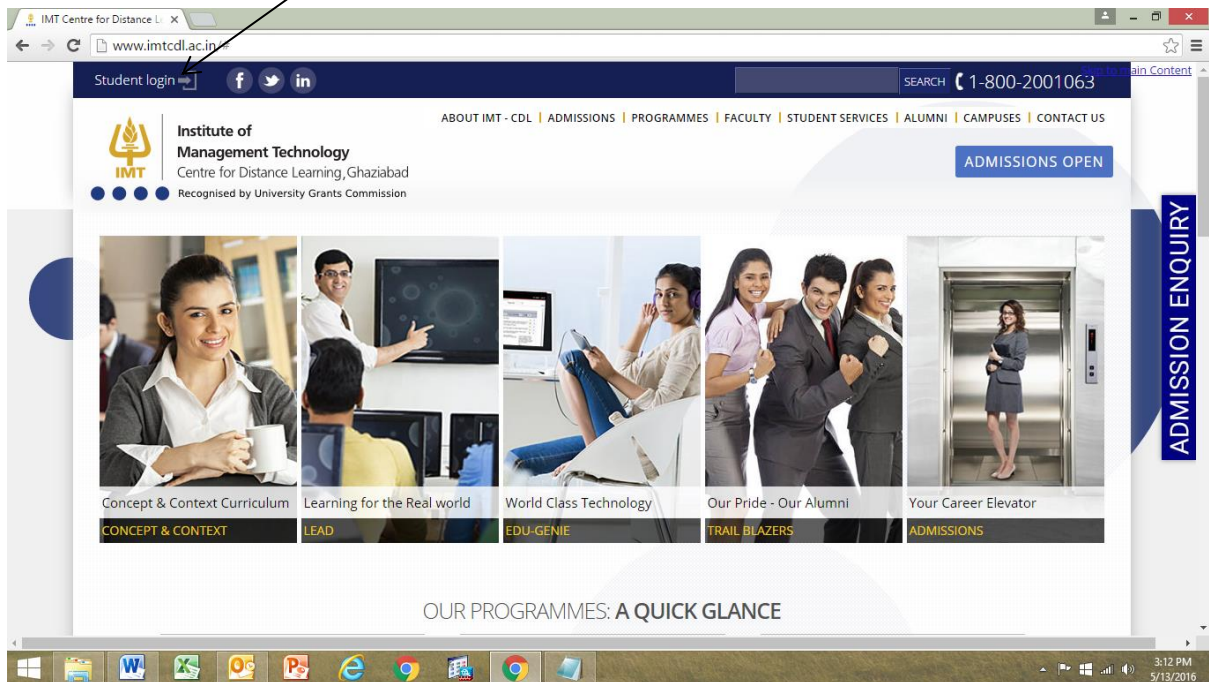 IMT Centre for Distance L
www.imtcdl.ac.in/#
Student login
f
in
SEARCH
1-800-2001063
Skip to main Content
ABOUT IMT - CDL | ADMISSIONS | PROGRAMMES | FACULTY | STUDENT SERVICES | ALUMNI | CAMPUSES | CONTACT US
IMT
Institute of
Management Technology
Centre for Distance Learning, Ghaziabad
Recognised by University Grants Commission
ADMISSIONS OPEN
ADMISSION ENQUIRY
Concept & Context Curriculum
CONCEPT & CONTEXT
Learning for the Real world
LEAD
World Class Technology
EDU-GENIE
Our Pride - Our Alumni
TRAIL BLAZERS
Your Career Elevator
ADMISSIONS
OUR PROGRAMMES: A QUICK GLANCE
3:12 PM
5/13/2016